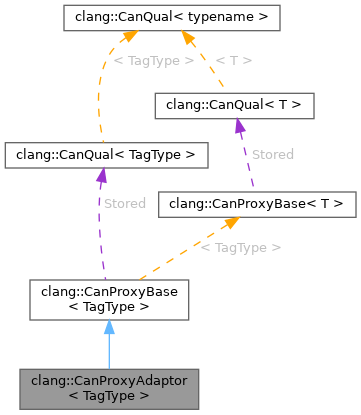 clang::CanQual< typename >
< TagType >
< T >
clang::CanQual< T >
clang::CanQual< TagType >
Stored
clang::CanProxyBase< T >
Stored
< TagType >
clang::CanProxyBase
< TagType >
clang::CanProxyAdaptor
< TagType >